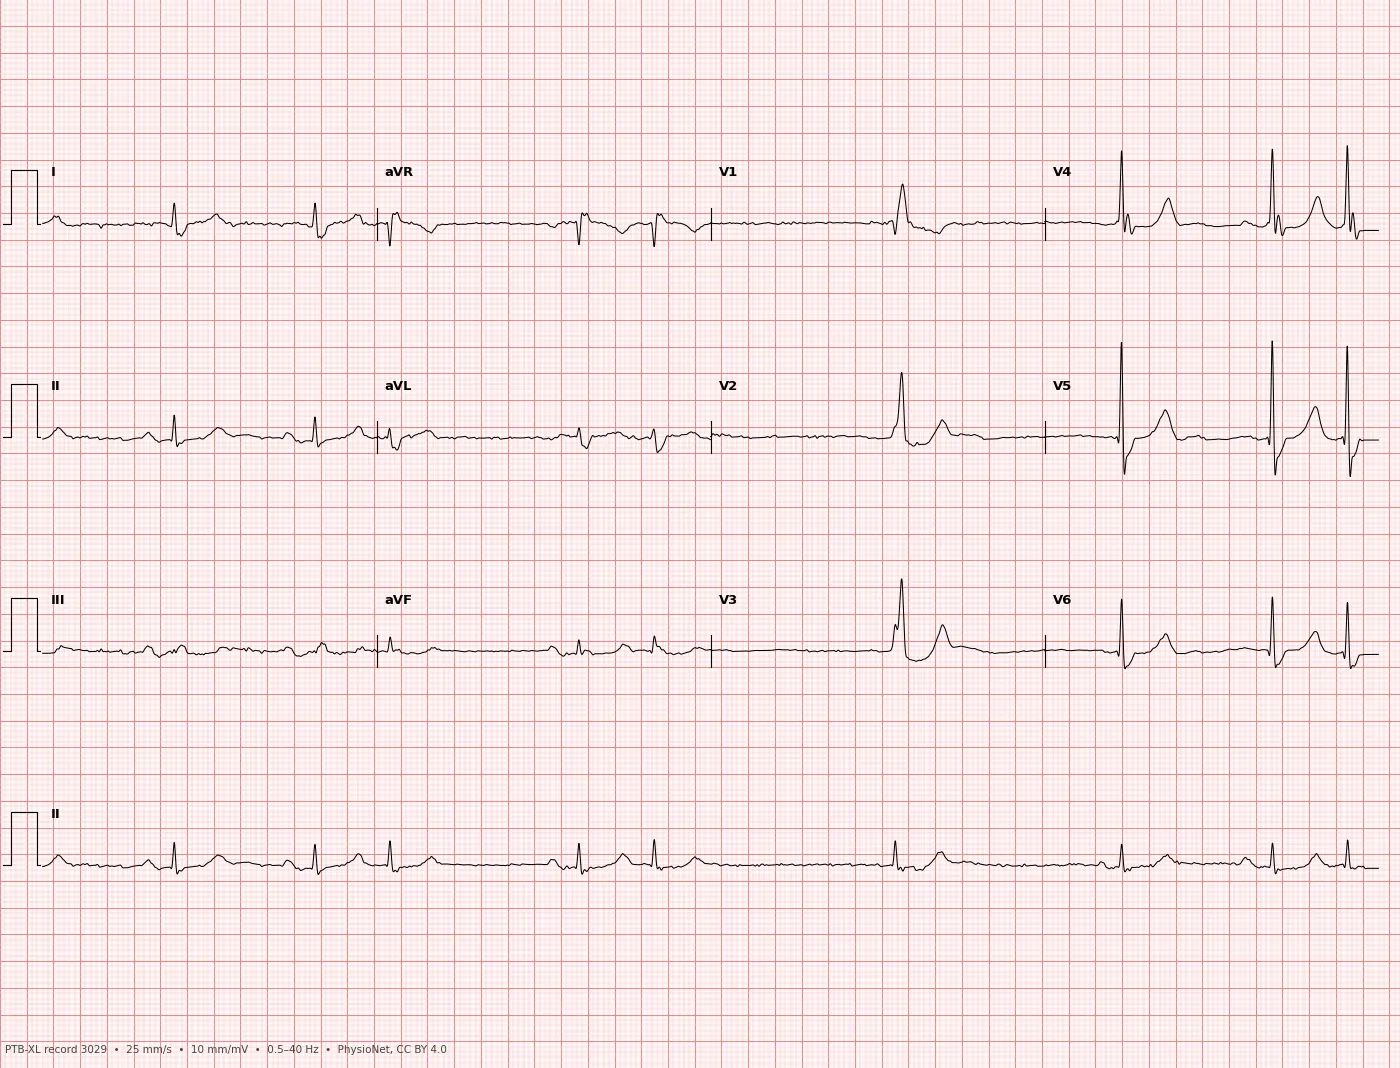 I aVR V1 V4
II aVL V2 V5
III aVF V3 V6
II
PTB-XL record 3029 • 25 mm/s • 10 mm/mV • 0.5–40 Hz • PhysioNet, CC BY 4.0